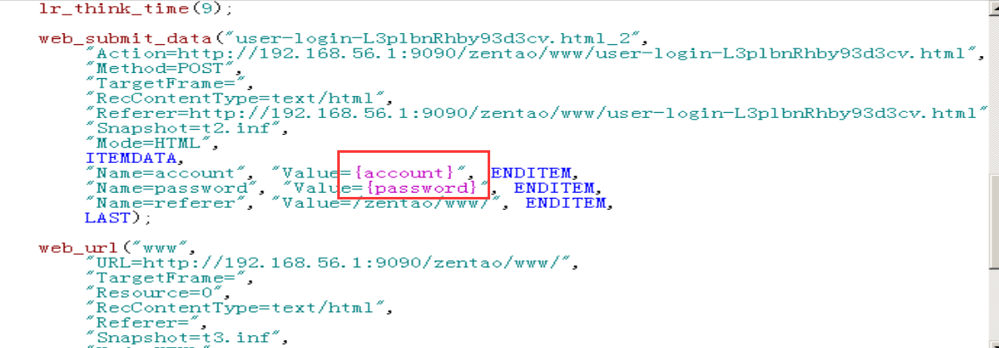 lr_think_time(9);
web_submit_data("user-login-L3plbnRhby93d3cv.html_2",
"Action=http://192.168.56.1:9090/zentao/www/user-login-L3plbnRhby93d3cv.html",
"Method=POST",
"TargetFrame=",
"RecContentType=text/html",
"Referer=http://192.168.56.1:9090/zentao/www/user-login-L3plbnRhby93d3cv.html"
"Snapshot=t2.inf",
"Mode=HTML",
ITEMDATA,
"Name=account", "Value={account}", ENDITEM,
"Name=password", "Value={password}", ENDITEM,
"Name=referer", "Value=/zentao/www/", ENDITEM,
LAST);
web_url("www",
"URL=http://192.168.56.1:9090/zentao/www/",
"TargetFrame=",
"Resource=0",
"RecContentType=text/html",
"Referer=",
"Snapshot=t3.inf",